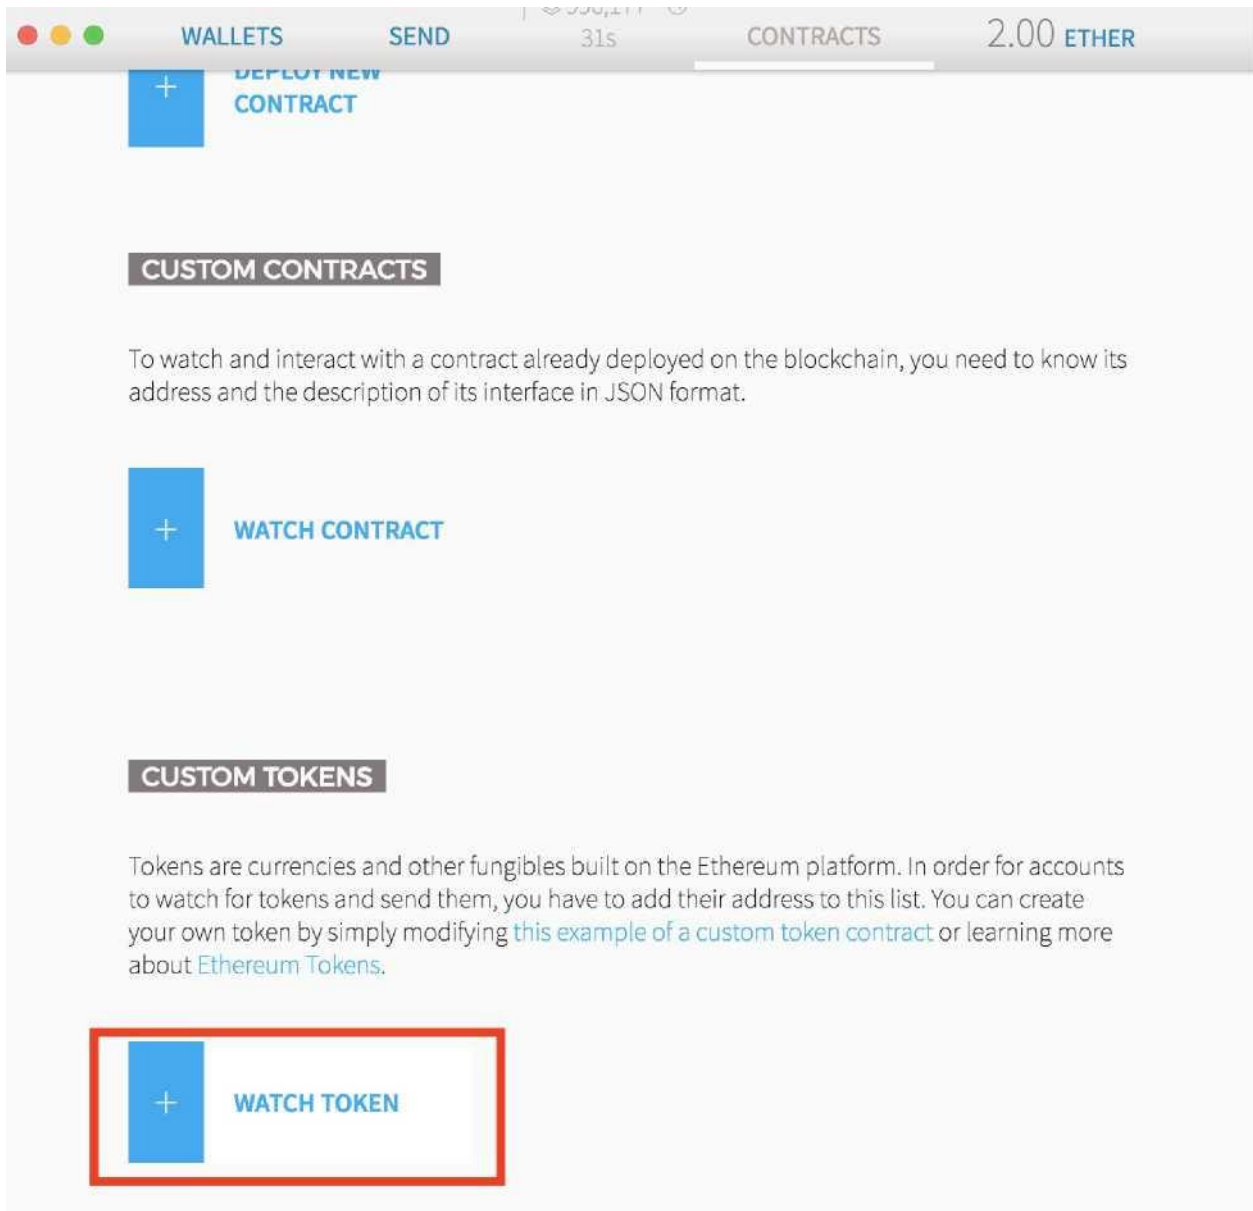 WALLETS SEND 31s CONTRACTS 2.00 ETHER
DEPLOY NEW
CONTRACT
CUSTOM CONTRACTS
To watch and interact with a contract already deployed on the blockchain, you need to know its
address and the description of its interface in JSON format.
WATCH CONTRACT
CUSTOM TOKENS
Tokens are currencies and other fungibles built on the Ethereum platform. In order for accounts
to watch for tokens and send them, you have to add their address to this list. You can create
your own token by simply modifying this example of a custom token contract or learning more
about Ethereum Tokens.
WATCH TOKEN